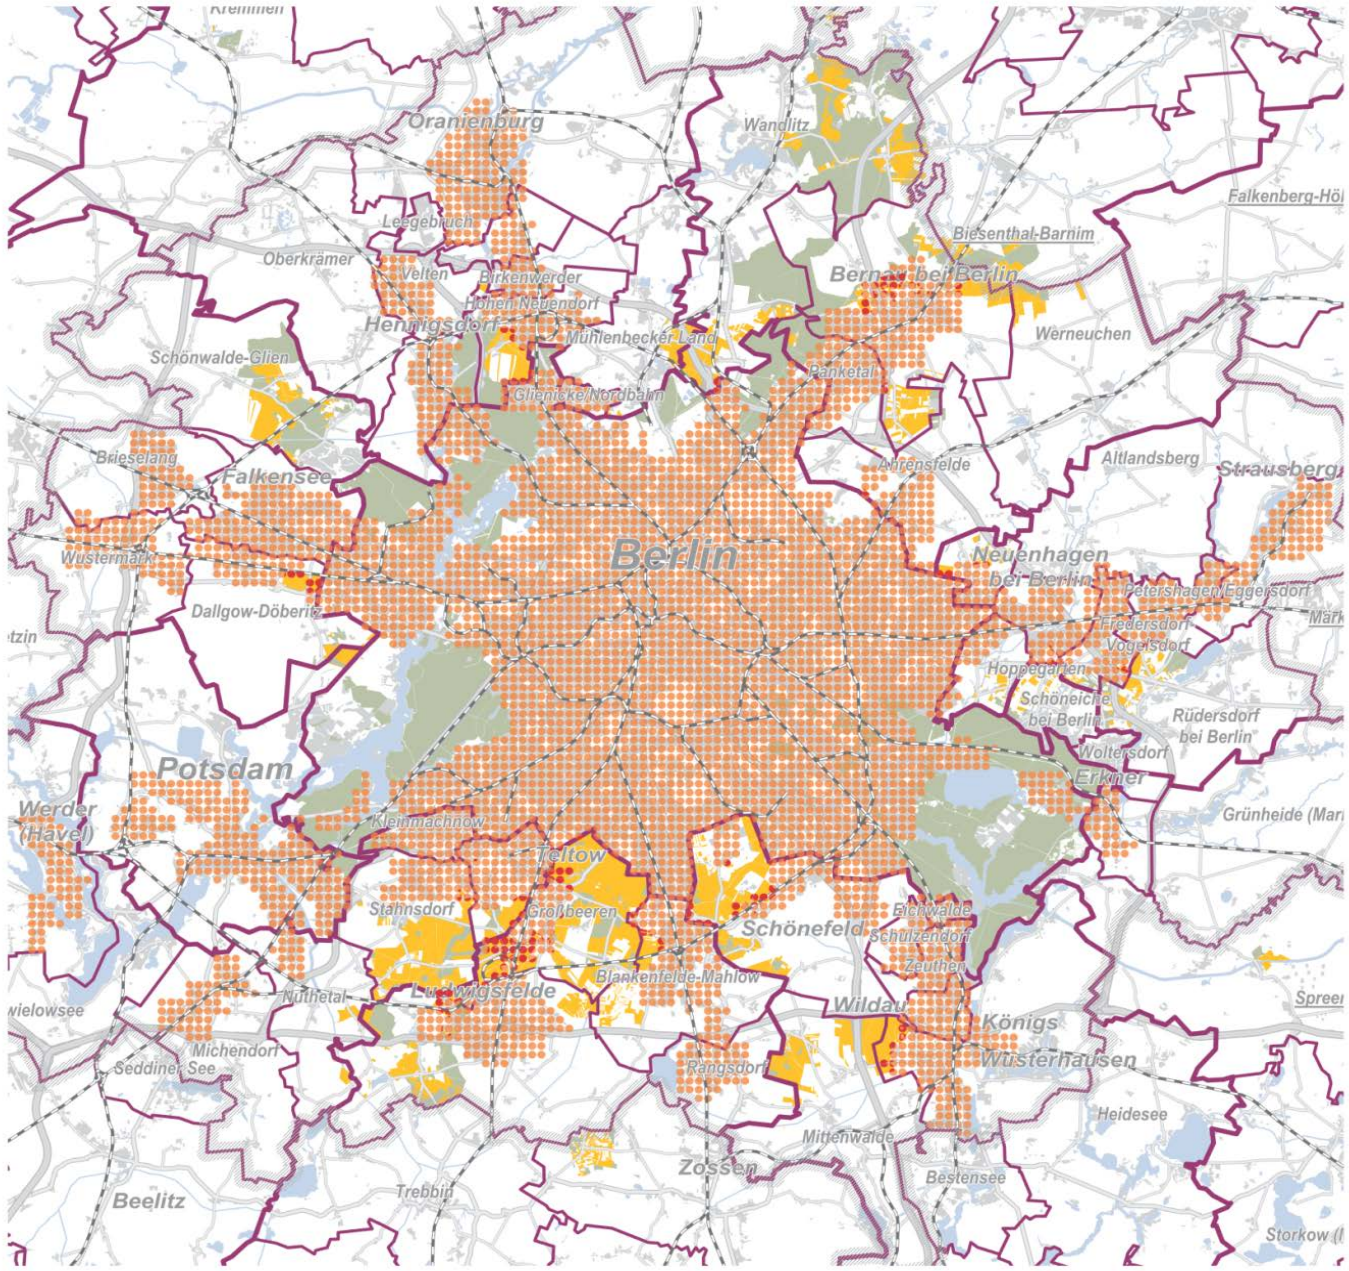 Kremmen
Oranienburg
Wandlitz
Falkenberg-Höh
Leegebruch
Biesenthal-Barnim
Oberkrämer
Velten
Birkenwerder
Bernau bei Berlin
Hohen Neuendorf
Hennigsdorf
Mühlenbecker Land
Werneuchen
Schönwalde-Glien
Panketal
Glienicke/Nordbahn
Brieselang
Falkensee
Ahrensfelde
Altlandsberg
Strausberg
Wustermark
Berlin
Neuenhagen
bei Berlin
Petershagen/Eggersdorf
Dallgow-Döberitz
Fredersdorf
Vogelsdorf
Märk
etzin
Hoppegarten
Schöneiche
bei Berlin
Rüdersdorf
bei Berlin
Woltersdorf
Potsdam
Erkner
Werder
(Havel)
Kleinmachnow
Grünheide (Mar
Teltow
Stahnsdorf
Großbeeren
Schönefeld
Eichwalde
Schulzendorf
Zeuthen
Blankenfelde-Mahlow
Ludwigsfelde
Nuthetal
wielowsee
Wildau
Spreen
Königs
Wusterhausen
Michendorf
Seddiner See
Rangsdorf
Heidesee
Mittenwalde
Zossen
Bestensee
Beelitz
Trebbin
Storkow (